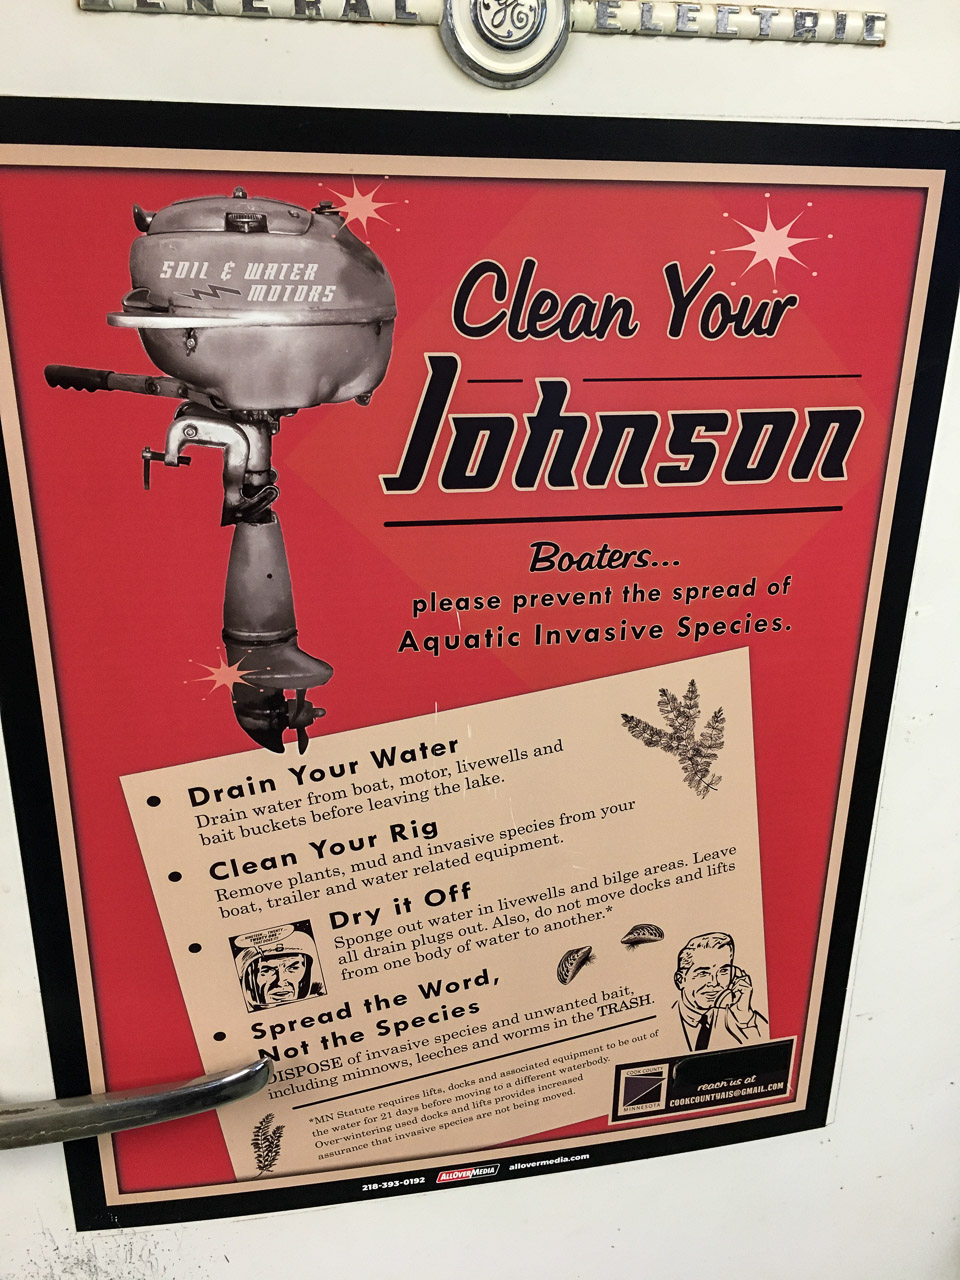 GENERAL ELECTRIC
SOIL & WATER
MOTORS
Clean Your
Johnson
Boaters...
please prevent the spread of
Aquatic Invasive Species.
• Drain Your Water
Drain water from boat, motor, livewells and
bait buckets before leaving the lake.
• Clean Your Rig
Remove plants, mud and invasive species from your
boat, trailer and water related equipment.
• Dry it Off
Sponge out water in livewells and bilge areas. Leave
all drain plugs out. Also, do not move docks and lifts
from one body of water to another.*
• Spread the Word,
Not the Species
DISPOSE of invasive species and unwanted bait,
including minnows, leeches and worms in the TRASH.
*MN Statute requires lifts, docks and associated equipment to be out of
the water for 21 days before moving to a different waterbody.
Over-wintering used docks and lifts provides increased
assurance that invasive species are not being moved.
COOK COUNTY
MINNESOTA
reach us at
COOKCOUNTYAIS@GMAIL.COM
218-393-0192 ALLOVERMEDIA allovermedia.com